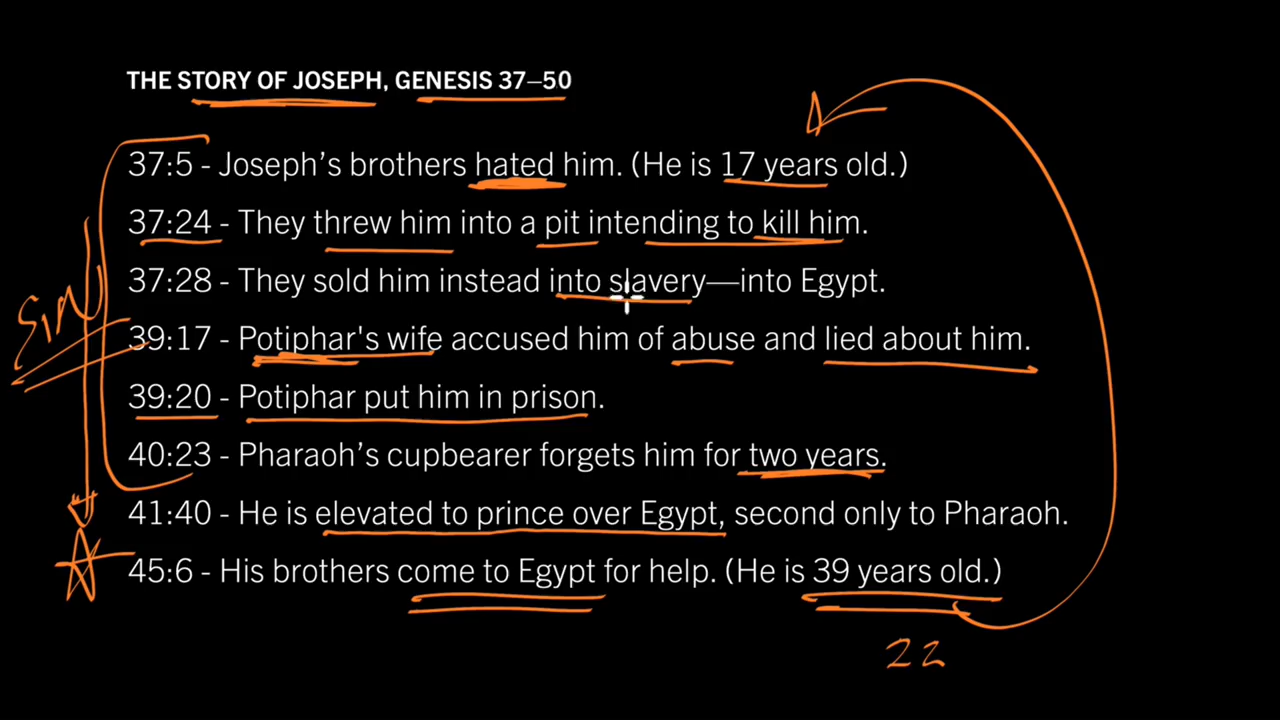 THE STORY OF JOSEPH, GENESIS 37–50
37:5 - Joseph’s brothers hated him. (He is 17 years old.)
37:24 - They threw him into a pit intending to kill him.
37:28 - They sold him instead into slavery—into Egypt.
SIN
39:17 - Potiphar's wife accused him of abuse and lied about him.
39:20 - Potiphar put him in prison.
40:23 - Pharaoh’s cupbearer forgets him for two years.
41:40 - He is elevated to prince over Egypt, second only to Pharaoh.
45:6 - His brothers come to Egypt for help. (He is 39 years old.)
22